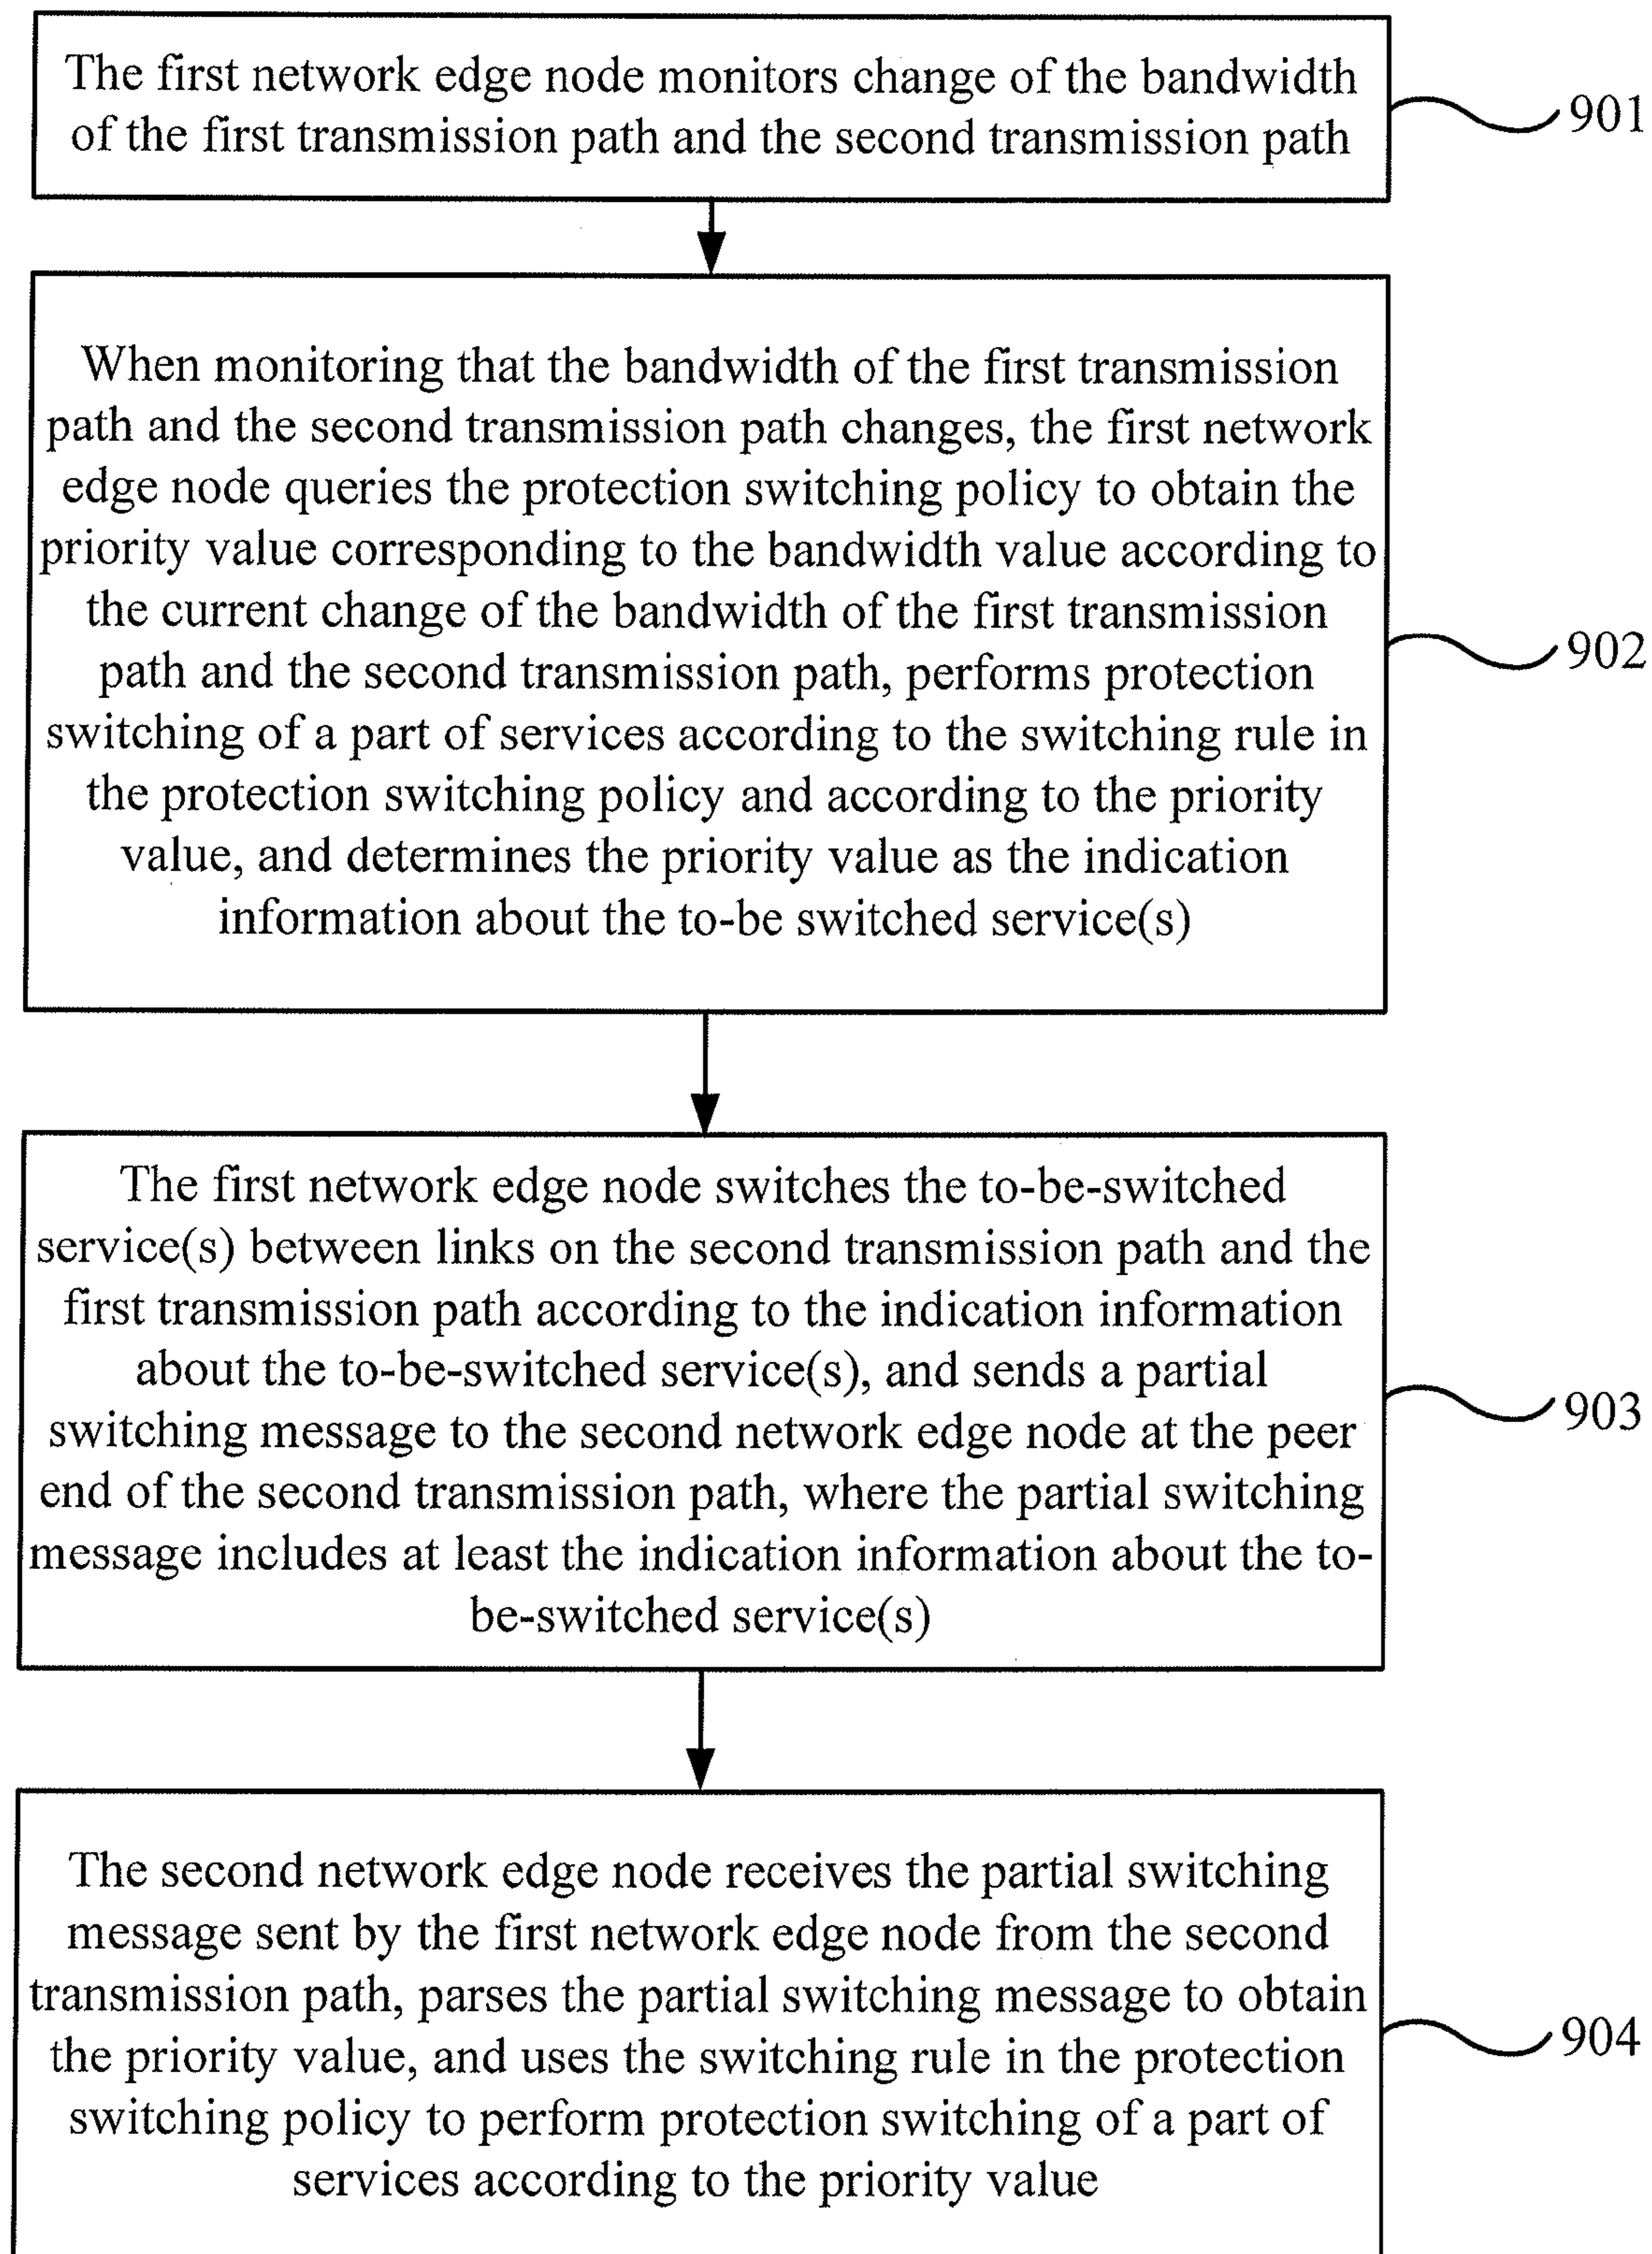 The first network edge node monitors change of the bandwidth
of the first transmission path and the second transmission path
901
When monitoring that the bandwidth of the first transmission
path and the second transmission path changes, the first network
edge node queries the protection switching policy to obtain the
priority value corresponding to the bandwidth value according to
the current change of the bandwidth of the first transmission
path and the second transmission path, performs protection
switching of a part of services according to the switching rule in
the protection switching policy and according to the priority
value, and determines the priority value as the indication
information about the to-be switched service(s)
902
The first network edge node switches the to-be-switched
service(s) between links on the second transmission path and the
first transmission path according to the indication information
about the to-be-switched service(s), and sends a partial
switching message to the second network edge node at the peer
end of the second transmission path, where the partial switching
message includes at least the indication information about the to-
be-switched service(s)
903
The second network edge node receives the partial switching
message sent by the first network edge node from the second
transmission path, parses the partial switching message to obtain
the priority value, and uses the switching rule in the protection
switching policy to perform protection switching of a part of
services according to the priority value
904